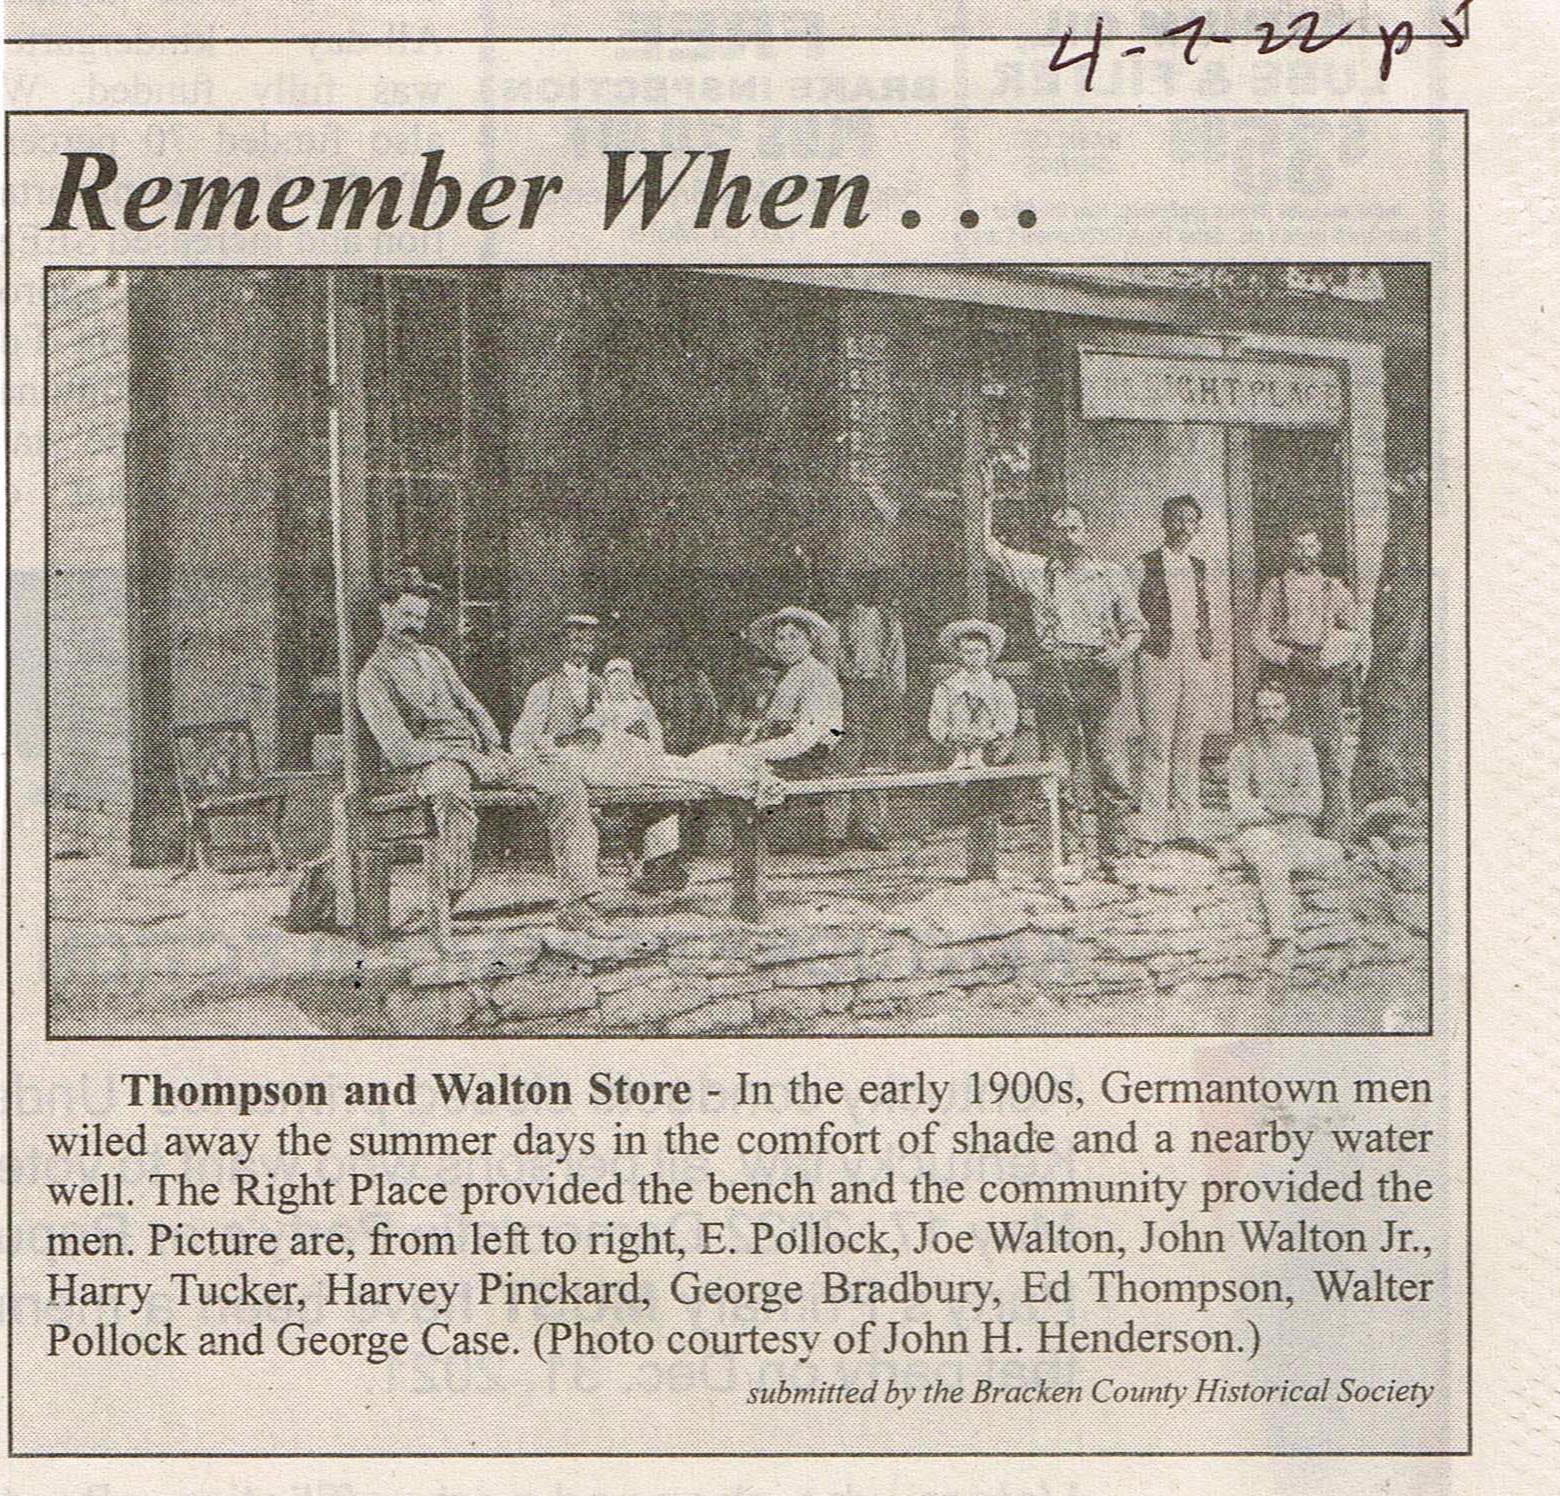 4-7-22 p 5
Remember When . . .
RIGHT PLACE
Thompson and Walton Store - In the early 1900s, Germantown men
wiled away the summer days in the comfort of shade and a nearby water
well. The Right Place provided the bench and the community provided the
men. Picture are, from left to right, E. Pollock, Joe Walton, John Walton Jr.,
Harry Tucker, Harvey Pinckard, George Bradbury, Ed Thompson, Walter
Pollock and George Case. (Photo courtesy of John H. Henderson.)
submitted by the Bracken County Historical Society